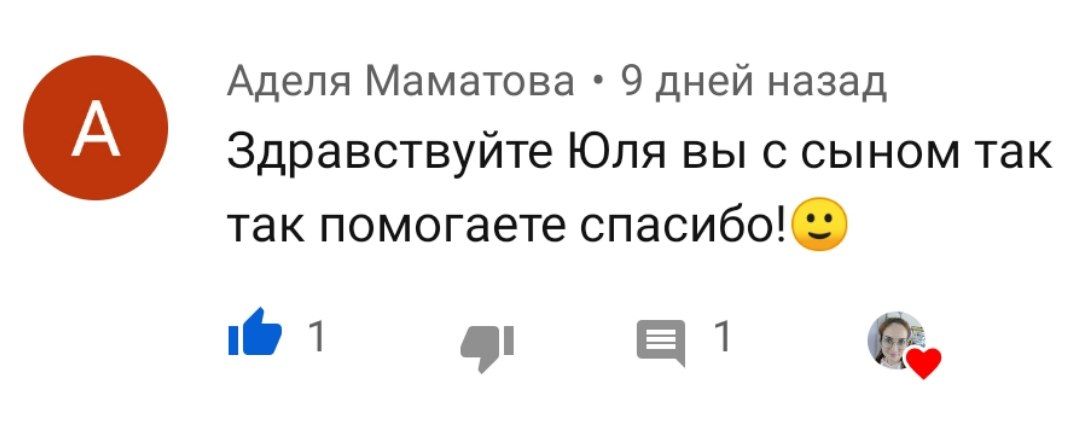 А
Аделя Маматова • 9 дней назад
Здравствуйте Юля вы с сыном так
так помогаете спасибо!🙂
1
1